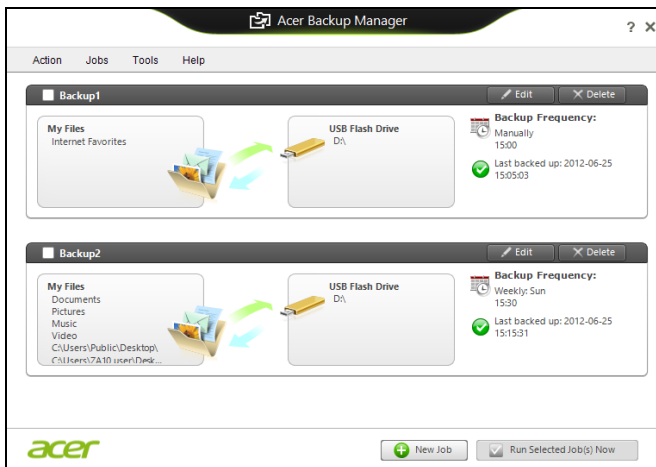 Acer Backup Manager
? X
Action Jobs Tools Help
Backup1
Edit
Delete
My Files
Internet Favorites
USB Flash Drive
D:\
Backup Frequency:
Manually
15:00
Last backed up: 2012-06-25
15:05:03
Backup2
Edit
Delete
My Files
Documents
Pictures
Music
Video
C:\Users\Public\Desktop\
C:\Users\ZA10 user\Desk...
USB Flash Drive
D:\
Backup Frequency:
Weekly: Sun
15:30
Last backed up: 2012-06-25
15:15:31
acer
New Job
Run Selected Job(s) Now